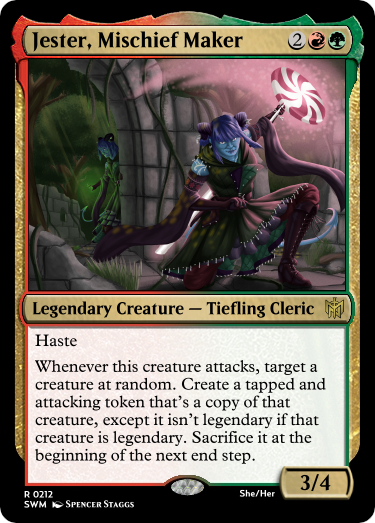 Jester, Mischief Maker 2
Legendary Creature — Tiefling Cleric
Haste
Whenever this creature attacks, target a
creature at random. Create a tapped and
attacking token that's a copy of that
creature, except it isn't legendary if that
creature is legendary. Sacrifice it at the
beginning of the next end step.
3/4
R 0212
She/Her
SWM Spencer Staggs